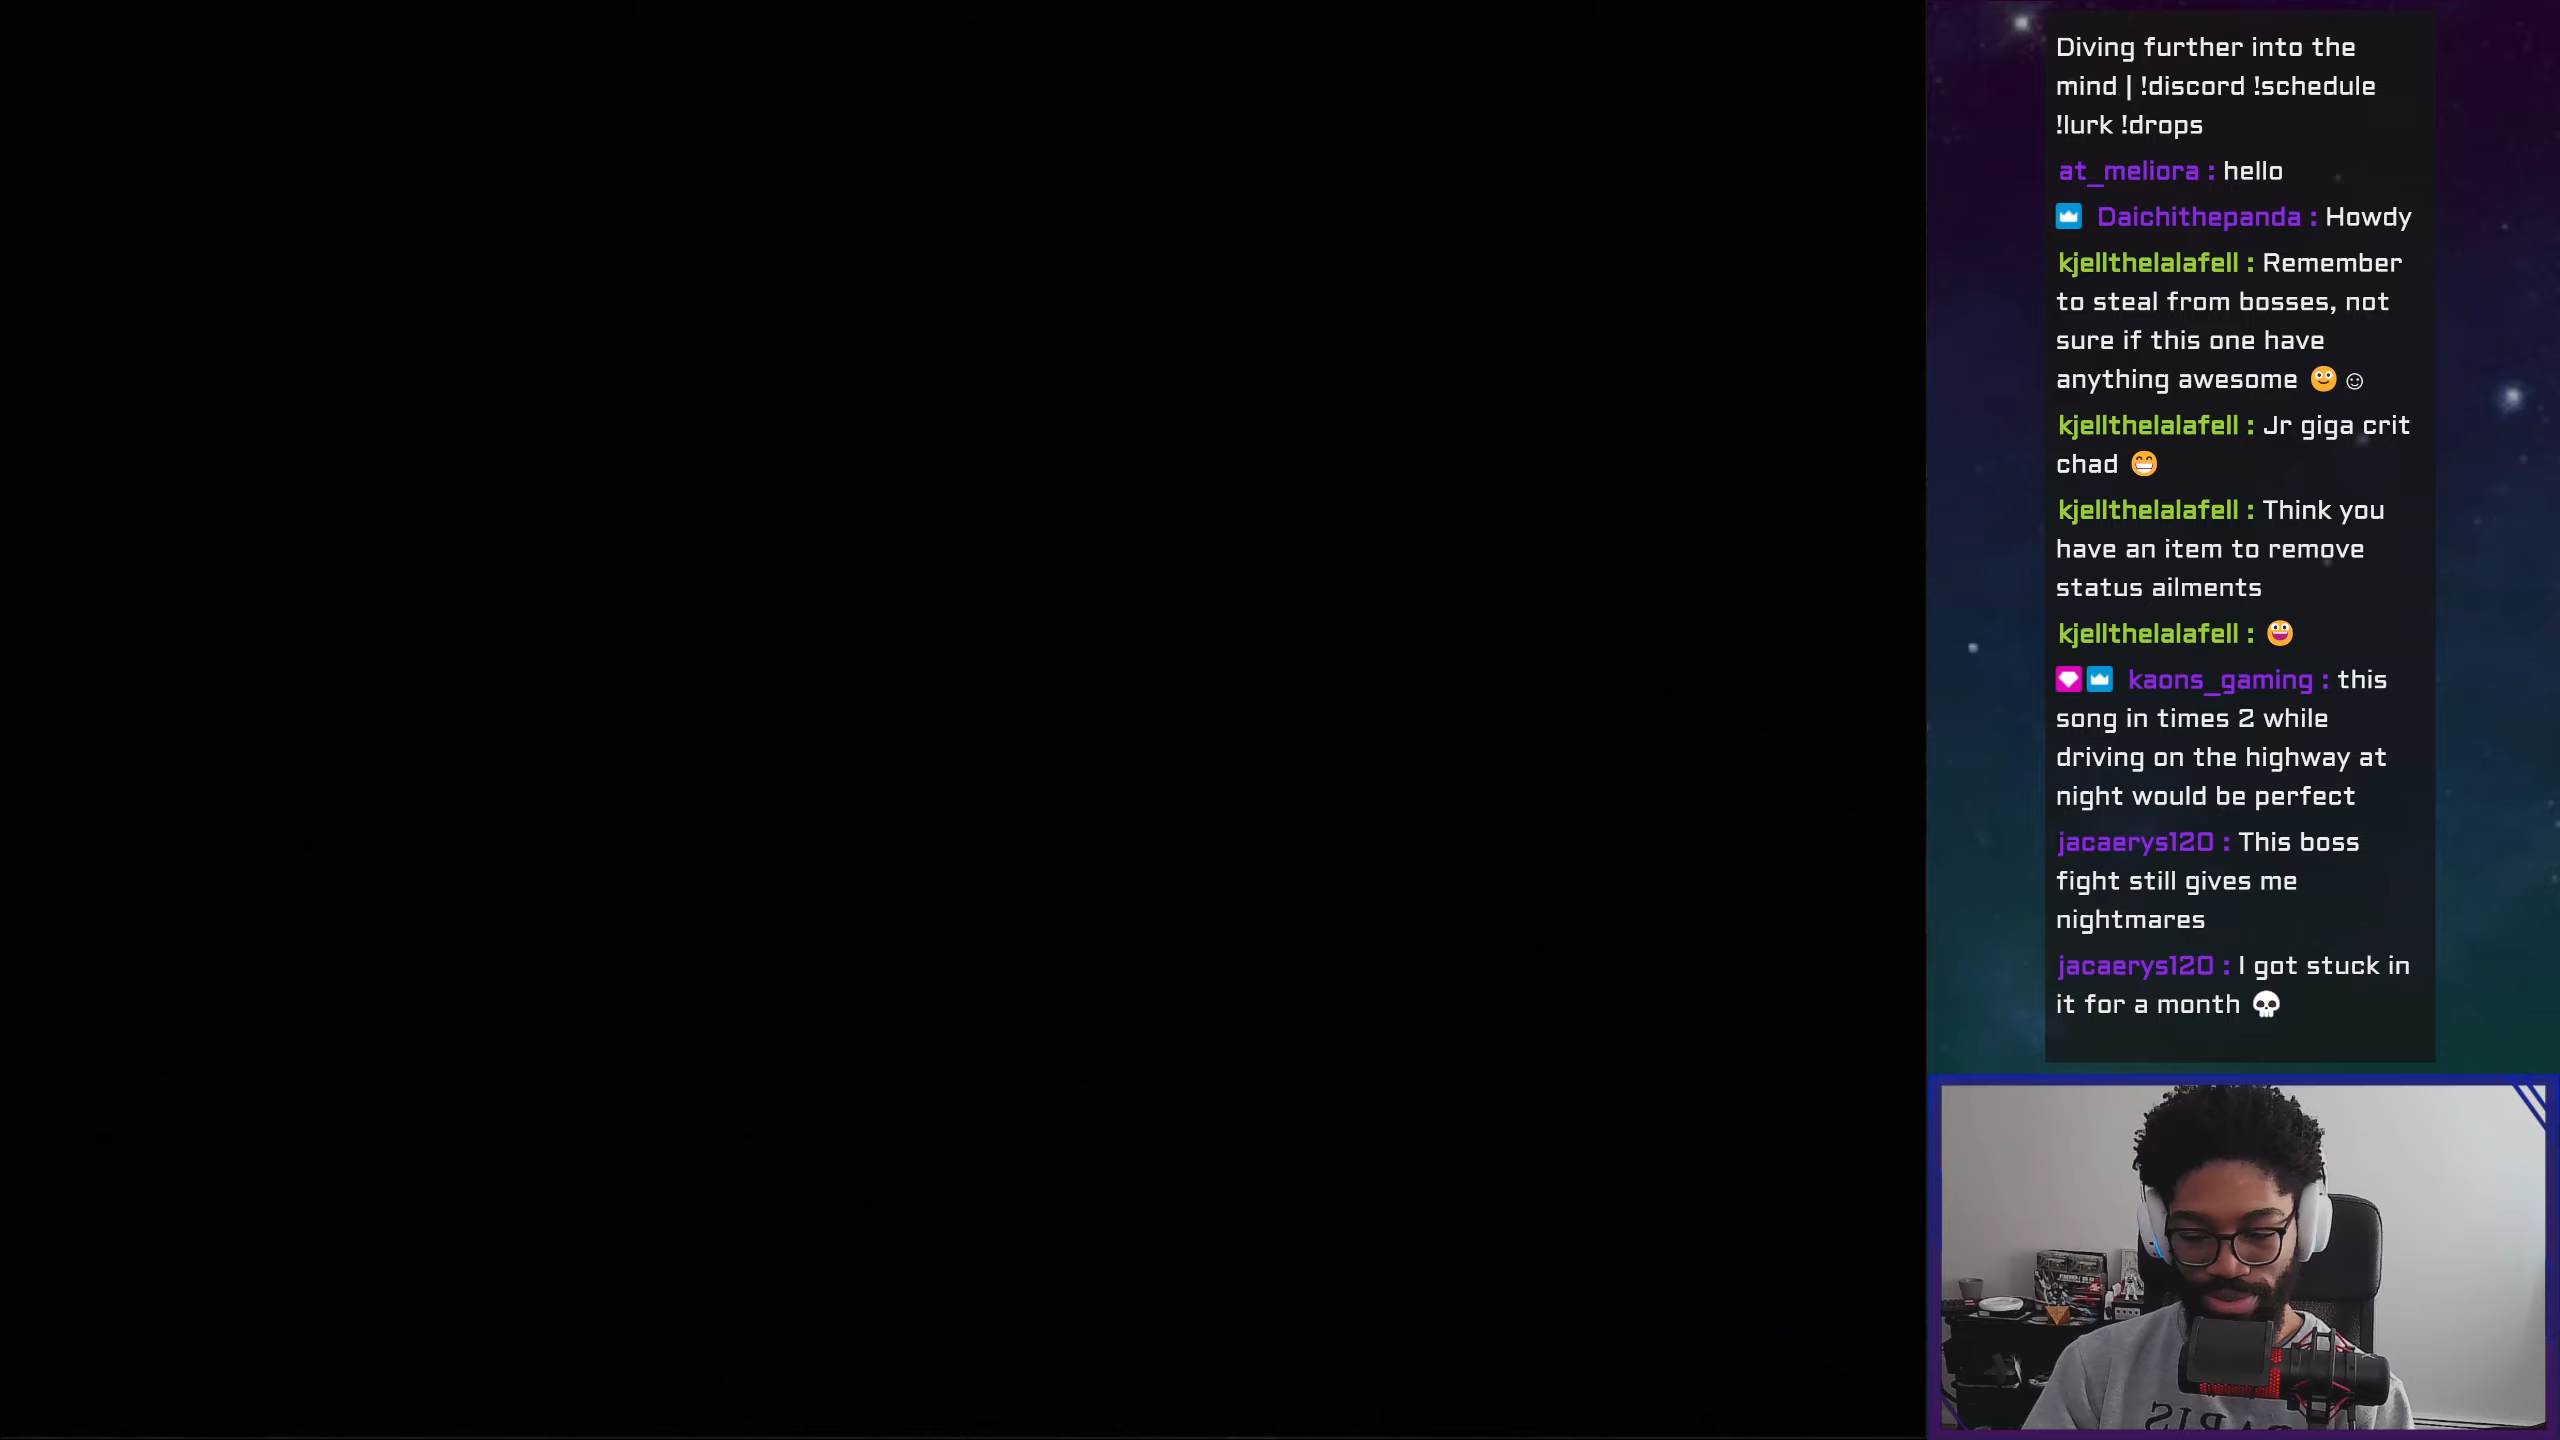 Diving further into the
mind | !discord !schedule
!lurk !drops
at_meliora : hello
Daichithepanda : Howdy
kjellthelalafell : Remember
to steal from bosses, not
sure if this one have
anything awesome 🙂☺
kjellthelalafell : Jr giga crit
chad 😁
kjellthelalafell : Think you
have an item to remove
status ailments
kjellthelalafell : 😀
kaons_gaming : this
song in times 2 while
driving on the highway at
night would be perfect
jacaerys120 : This boss
fight still gives me
nightmares
jacaerys120 : I got stuck in
it for a month 💀
PARIS